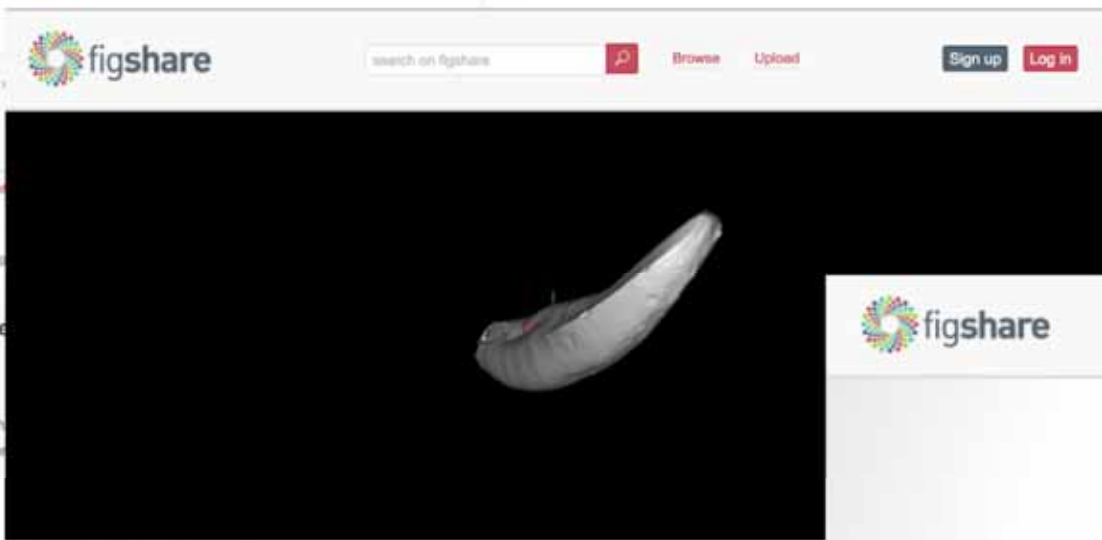 figshare
search on figshare
Browse
Upload
Sign up
Log in
figshare